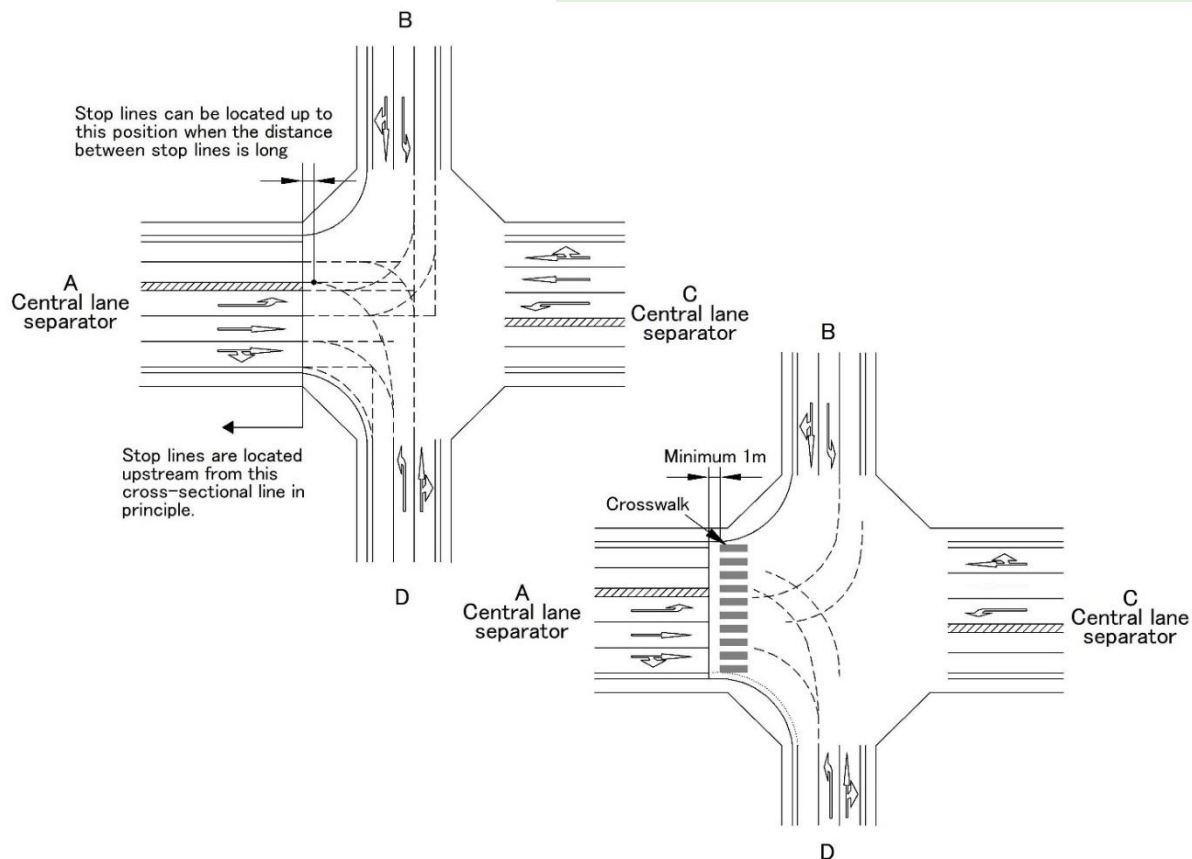 B
Stop lines can be located up to
this position when the distance
between stop lines is long
A
Central lane
separator
C
Central lane
separator
Stop lines are located
upstream from this
cross-sectional line in
principle.
D
B
Minimum 1m
Crosswalk
A
Central lane
separator
C
Central lane
separator
D